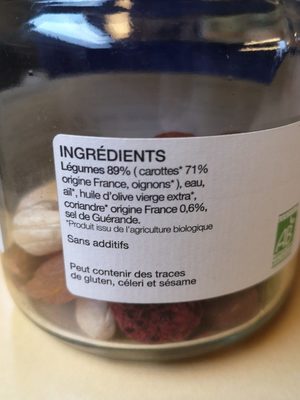 INGRÉDIENTS
Légumes 89% ( carottes* 71%
origine France, oignons* ), eau,
ail*, huile d'olive vierge extra*,
coriandre* origine France 0,6%,
sel de Guérande.
*Produit issu de l'agriculture biologique
Sans additifs
Peut contenir des traces
de gluten, céleri et sésame